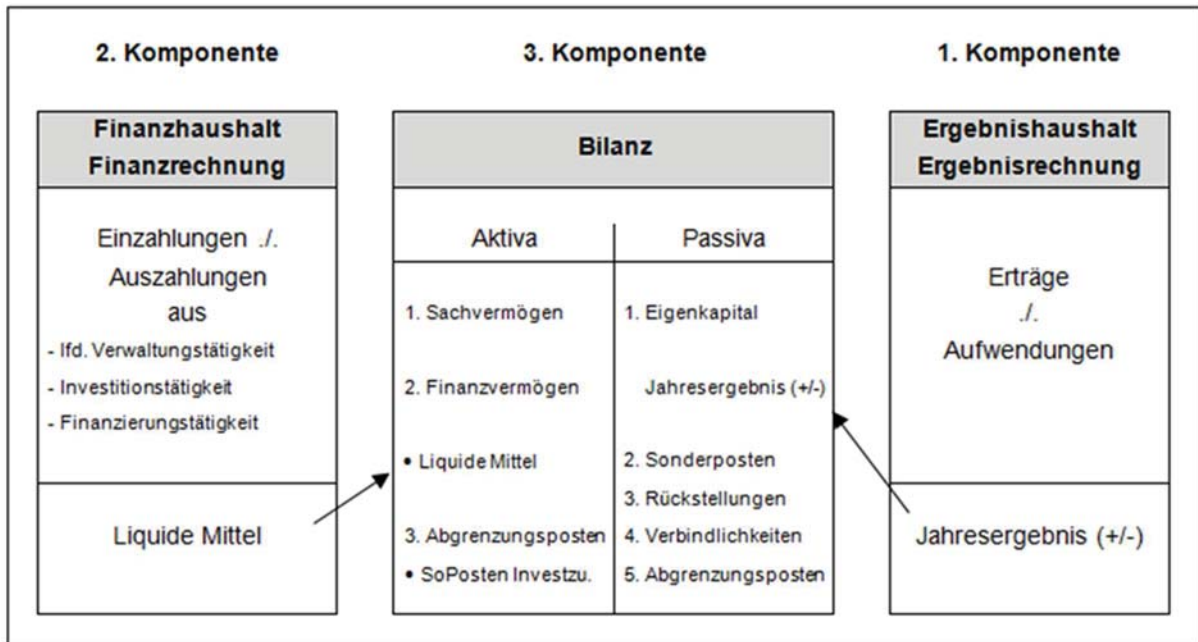 2. Komponente
Finanzhaushalt
Finanzrechnung
Einzahlungen ./.
Auszahlungen
aus
- lfd. Verwaltungstätigkeit
- Investitionstätigkeit
- Finanzierungstätigkeit
Liquide Mittel
3. Komponente
Bilanz
Aktiva
1. Sachvermögen
2. Finanzvermögen
• Liquide Mittel
3. Abgrenzungsposten
• SoPosten Investzu.
Passiva
1. Eigenkapital
Jahresergebnis (+/-)
2. Sonderposten
3. Rückstellungen
4. Verbindlichkeiten
5. Abgrenzungsposten
1. Komponente
Ergebnishaushalt
Ergebnisrechnung
Erträge
./.
Aufwendungen
Jahresergebnis (+/-)